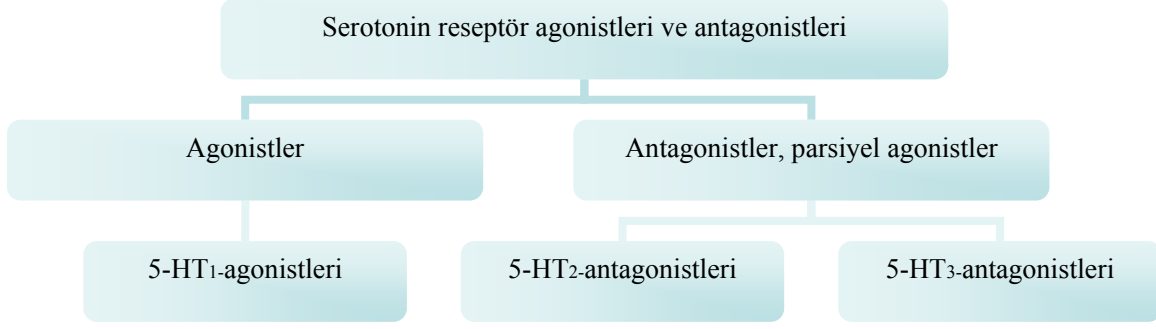 Serotonin reseptör agonistleri ve antagonistleri
Agonistler
Antagonistler, parsiyel agonistler
5-HT₁-agonistleri
5-HT₂-antagonistleri
5-HT₃-antagonistleri